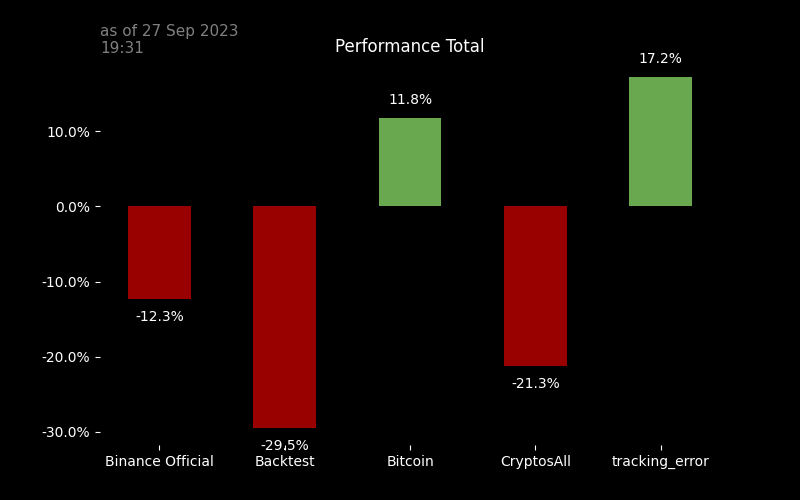 as of 27 Sep 2023
19:31
Performance Total
17.2%
11.8%
10.0%
0.0%
-10.0%
-12.3%
-20.0%
-21.3%
-30.0%
-29.5%
Binance Official
Backtest
Bitcoin
CryptosAll
tracking_error